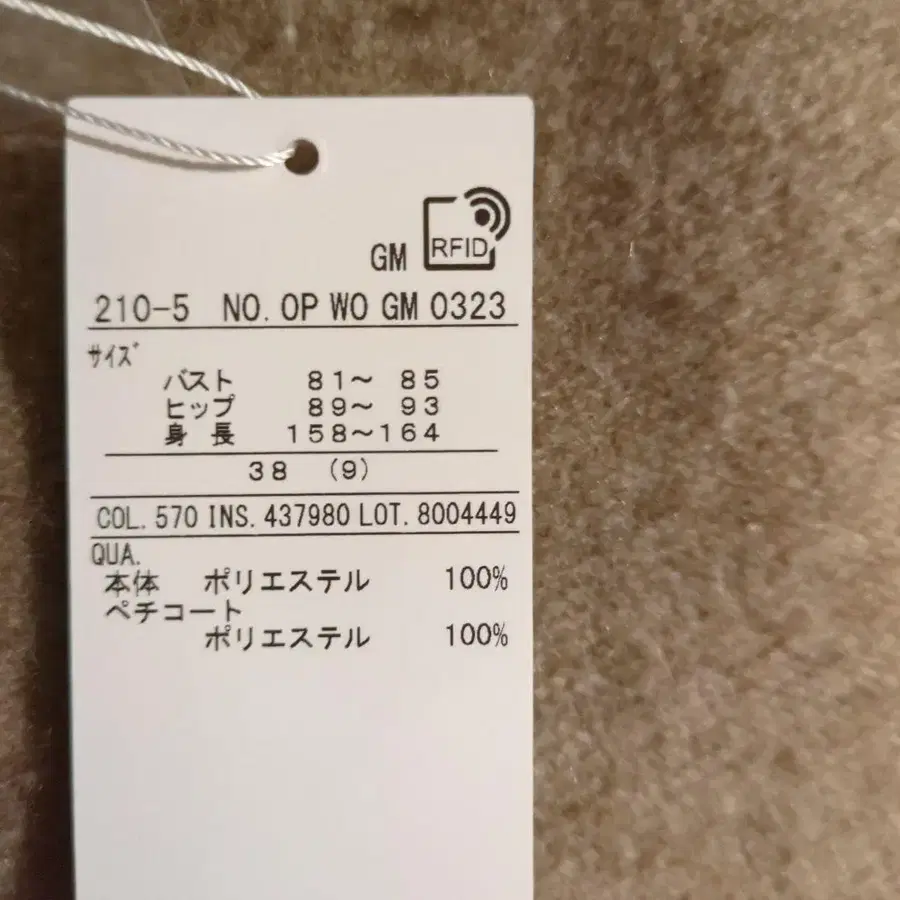 GM RFID
210-5 NO. OP WO GM 0323
サイズ
バスト 81～ 85
ヒップ 89～ 93
身 長 158～164
38 (9)
COL. 570 INS. 437980 LOT. 8004449
QUA.
本体 ポリエステル 100%
ペチコート
ポリエステル 100%